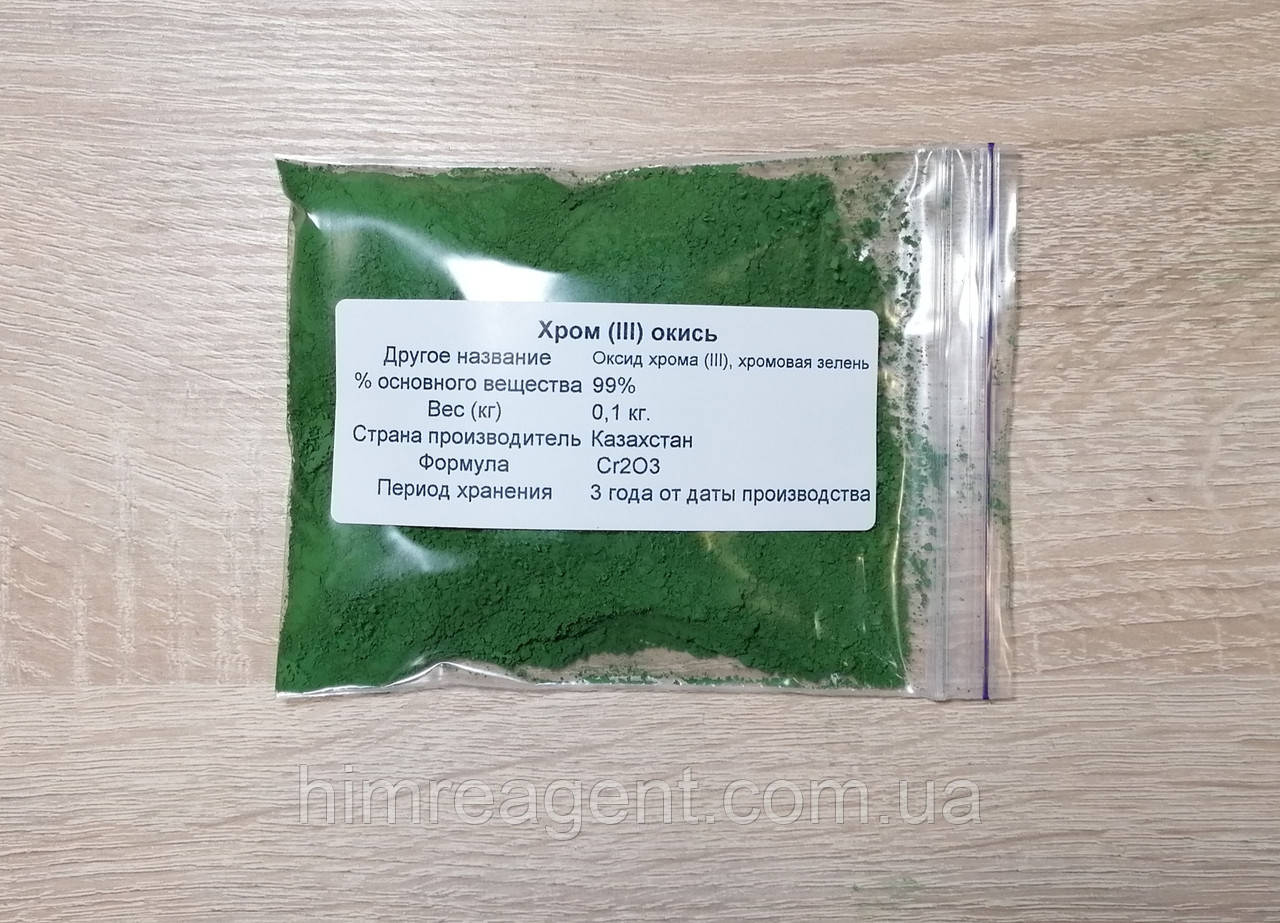 Хром (III) окись
Другое название Оксид хрома (III), хромовая зелень
% основного вещества 99%
Вес (кг) 0,1 кг.
Страна производитель Казахстан
Формула Cr2O3
Период хранения 3 года от даты производства
himreagent.com.ua